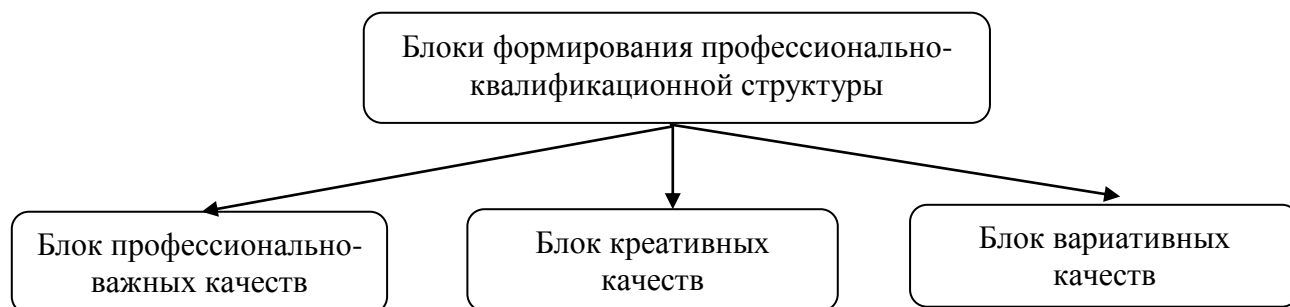 Блоки формирования профессионально-
квалификационной структуры
Блок профессионально-
важных качеств
Блок креативных
качеств
Блок вариативных
качеств